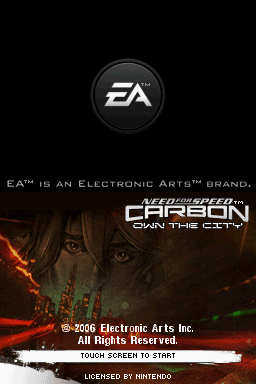 EA™
EA™ IS AN ELECTRONIC ARTS™ BRAND.
NEED FOR SPEED™
CARBON
OWN THE CITY
© 2006 Electronic Arts Inc.
All Rights Reserved.
TOUCH SCREEN TO START
LICENSED BY NINTENDO